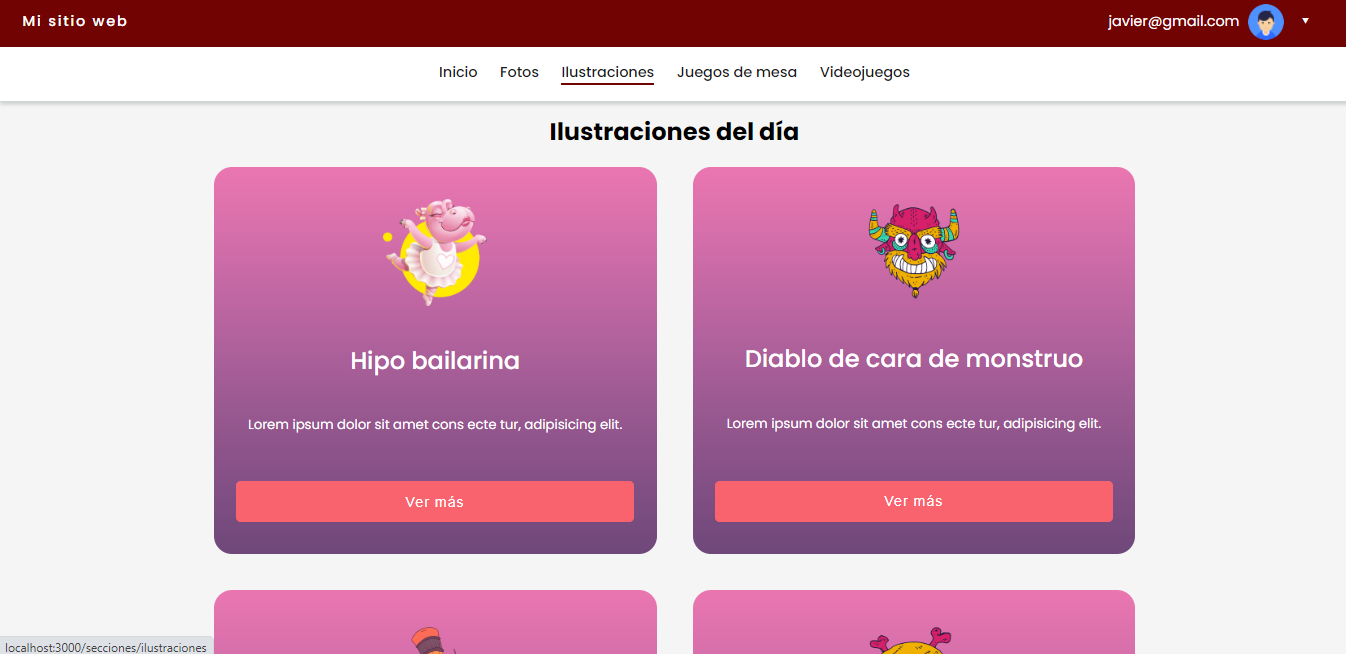 Mi sitio web
javier@gmail.com ▼
Inicio Fotos Ilustraciones Juegos de mesa Videojuegos
Ilustraciones del día
Hipo bailarina
Lorem ipsum dolor sit amet cons ecte tur, adipisicing elit.
Ver más
Diablo de cara de monstruo
Lorem ipsum dolor sit amet cons ecte tur, adipisicing elit.
Ver más
localhost:3000/secciones/ilustraciones